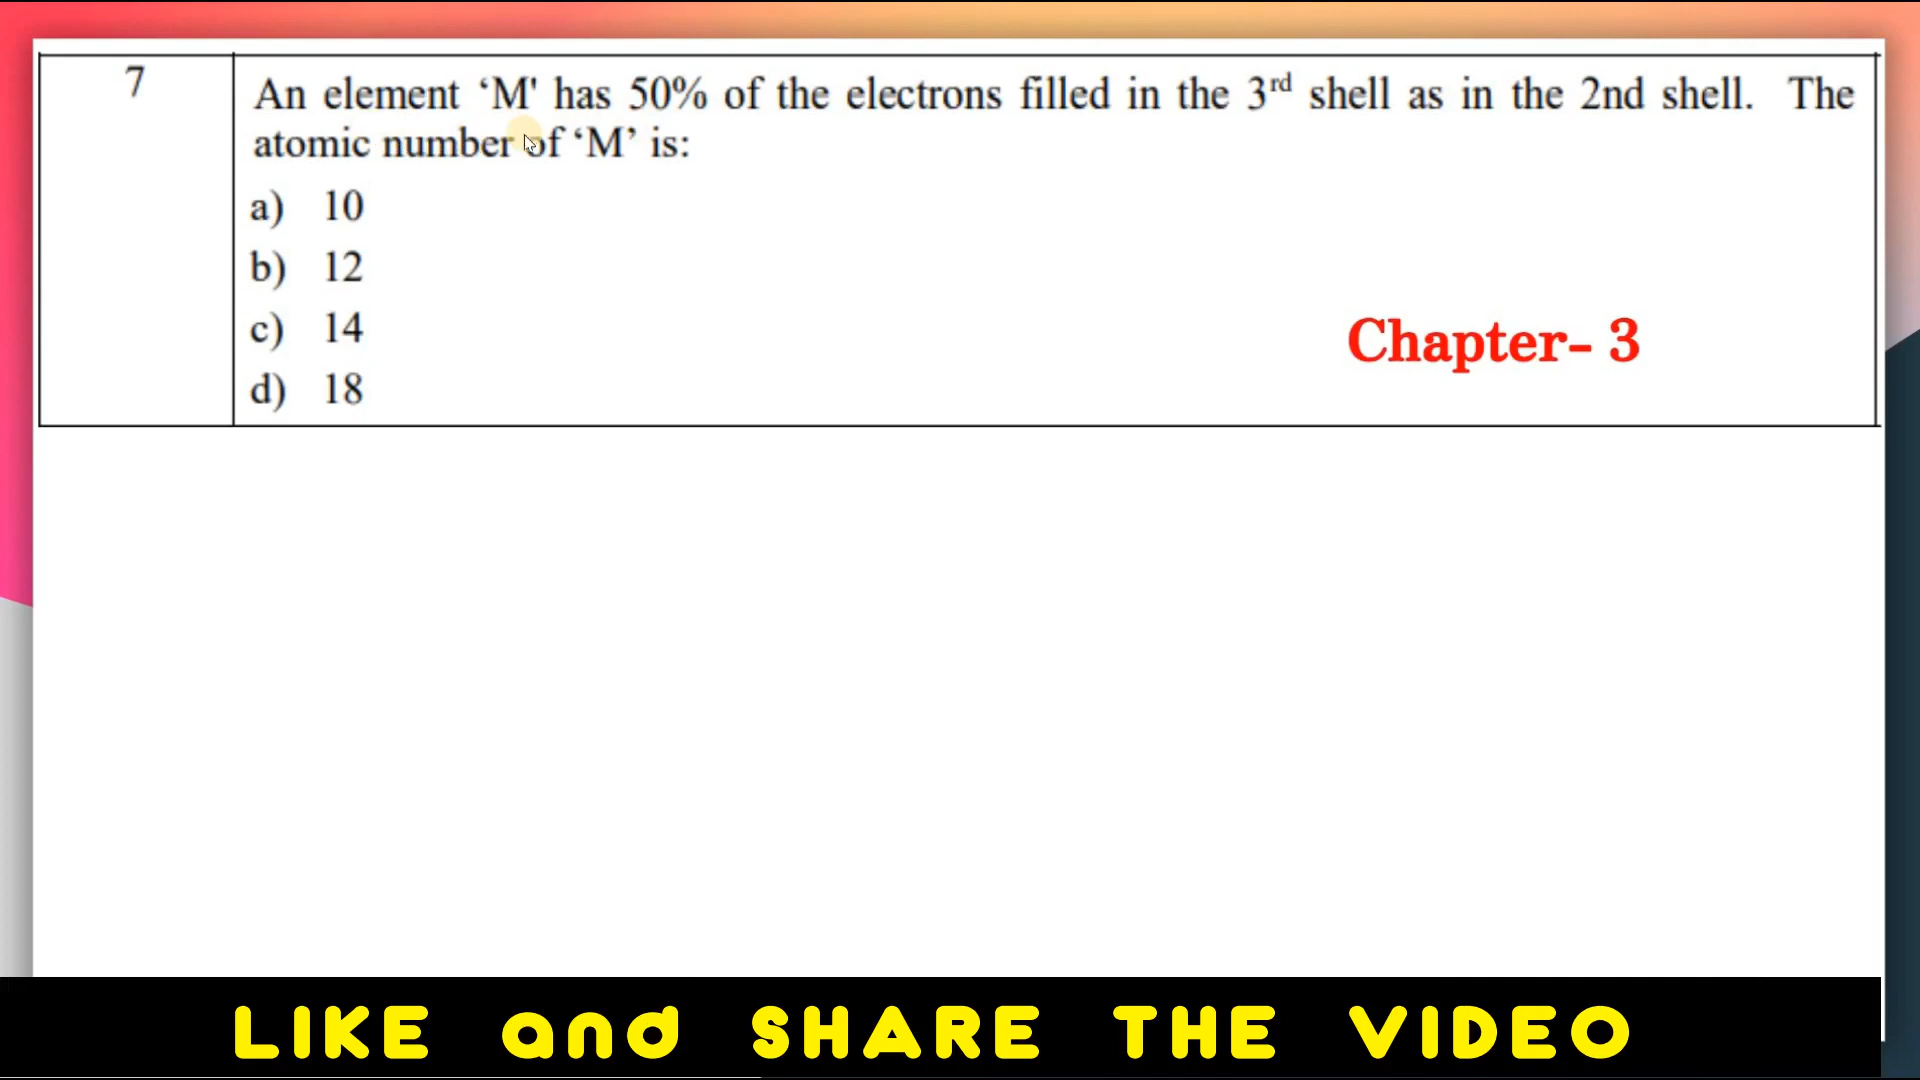 7
An element ‘M' has 50% of the electrons filled in the 3rd shell as in the 2nd shell. The
atomic number of ‘M’ is:
a) 10
b) 12
c) 14
d) 18
Chapter- 3
LIKE and SHARE THE VIDEO